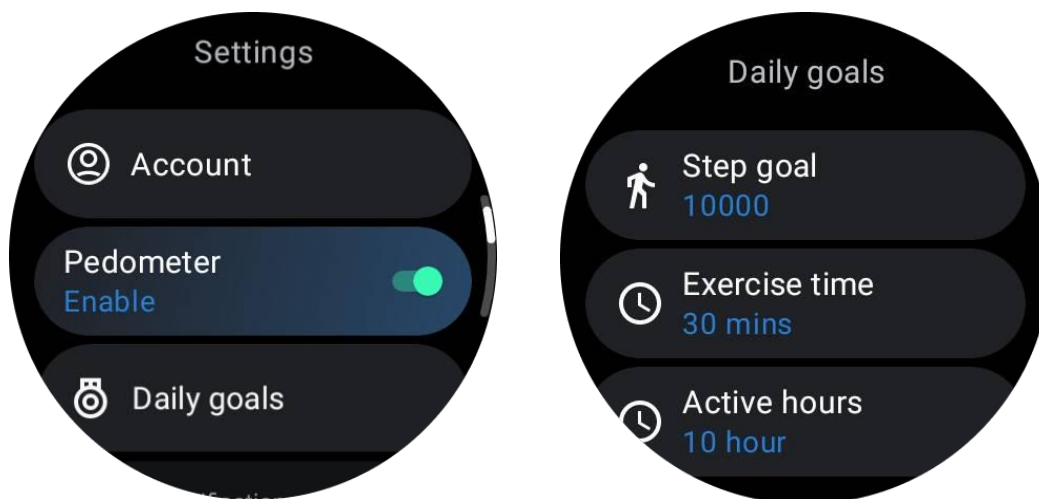 Settings
Account
Pedometer
Enable
Daily goals
Daily goals
Step goal
10000
Exercise time
30 mins
Active hours
10 hour